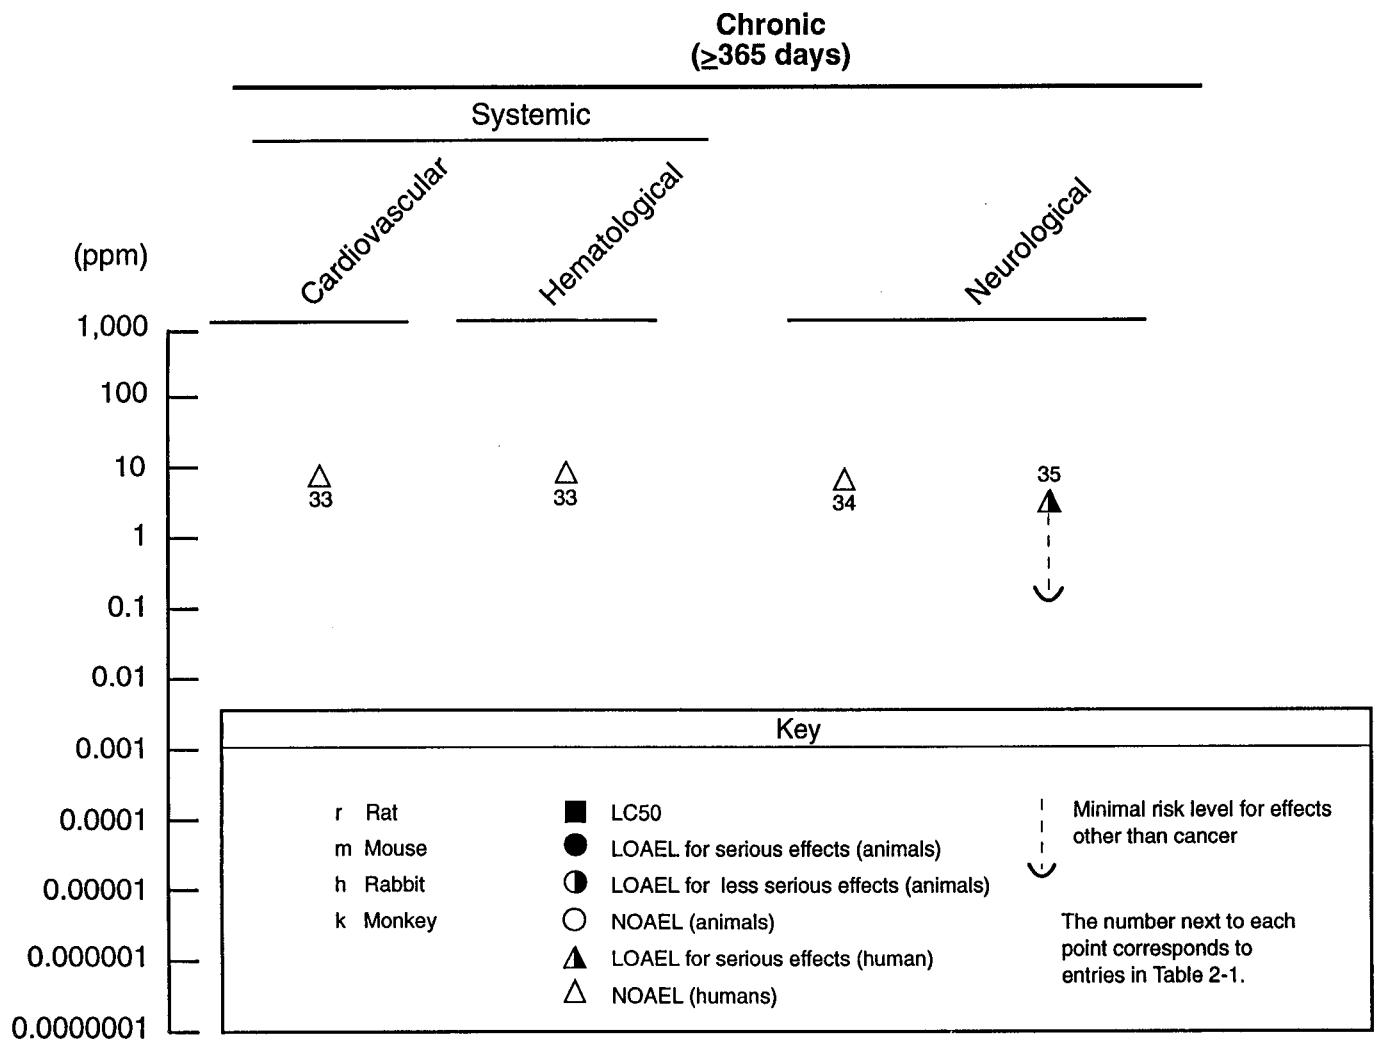 Chronic
(≥365 days)
Systemic
Cardiovascular
Hematological
Neurological
(ppm)
1,000
100
10
1
0.1
0.01
0.001
0.0001
0.00001
0.000001
0.0000001
33
33
34
35
Key
r Rat
m Mouse
h Rabbit
k Monkey
LC50
LOAEL for serious effects (animals)
LOAEL for less serious effects (animals)
NOAEL (animals)
LOAEL for serious effects (human)
NOAEL (humans)
Minimal risk level for effects
other than cancer
The number next to each
point corresponds to
entries in Table 2-1.